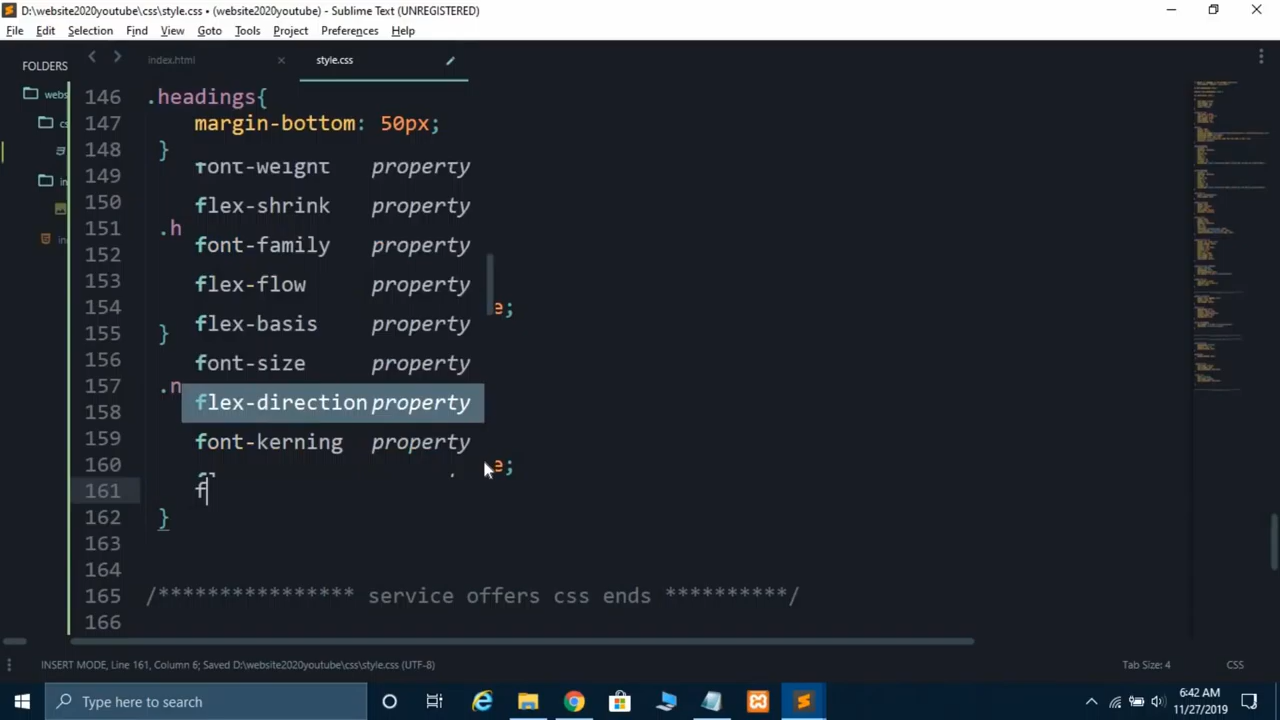 D:\website2020youtube\css\style.css • (website2020youtube) - Sublime Text (UNREGISTERED)
File Edit Selection Find View Goto Tools Project Preferences Help
FOLDERS
index.html
style.css
webs
146 .headings{
147 margin-bottom: 50px;
148 }
149 font-weight property
150 flex-shrink property
151 .h
152 font-family property
153 flex-flow property
154 e;
155 } flex-basis property
156 font-size property
157 .n
158 flex-direction property
159 font-kerning property
160 e;
161 f
162 }
163
164
165 /*************** service offers css ends **********/
166
INSERT MODE, Line 161, Column 6; Saved D:\website2020youtube\css\style.css (UTF-8)
Tab Size: 4
CSS
Type here to search
6:42 AM
11/27/2019